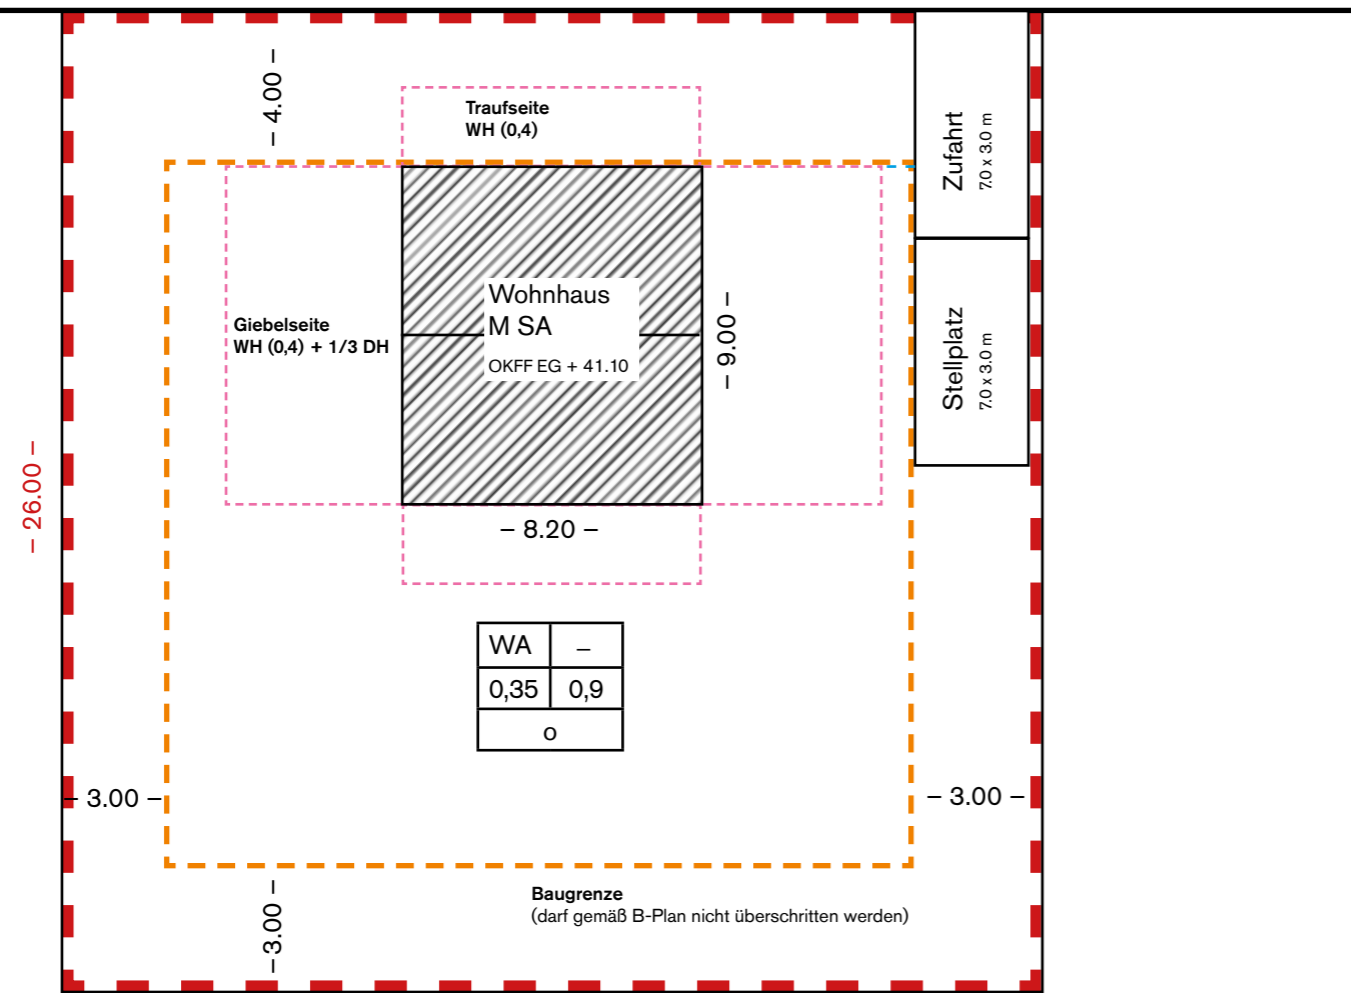 – 4.00 –
Traufseite
WH (0,4)
Zufahrt
7.0 x 3.0 m
Giebelseite
WH (0,4) + 1/3 DH
Wohnhaus
M SA
OKFF EG + 41.10
– 9.00 –
Stellplatz
7.0 x 3.0 m
– 26.00 –
– 8.20 –
WA –
0,35 0,9
o
– 3.00 –
– 3.00 –
– 3.00 –
Baugrenze
(darf gemäß B-Plan nicht überschritten werden)